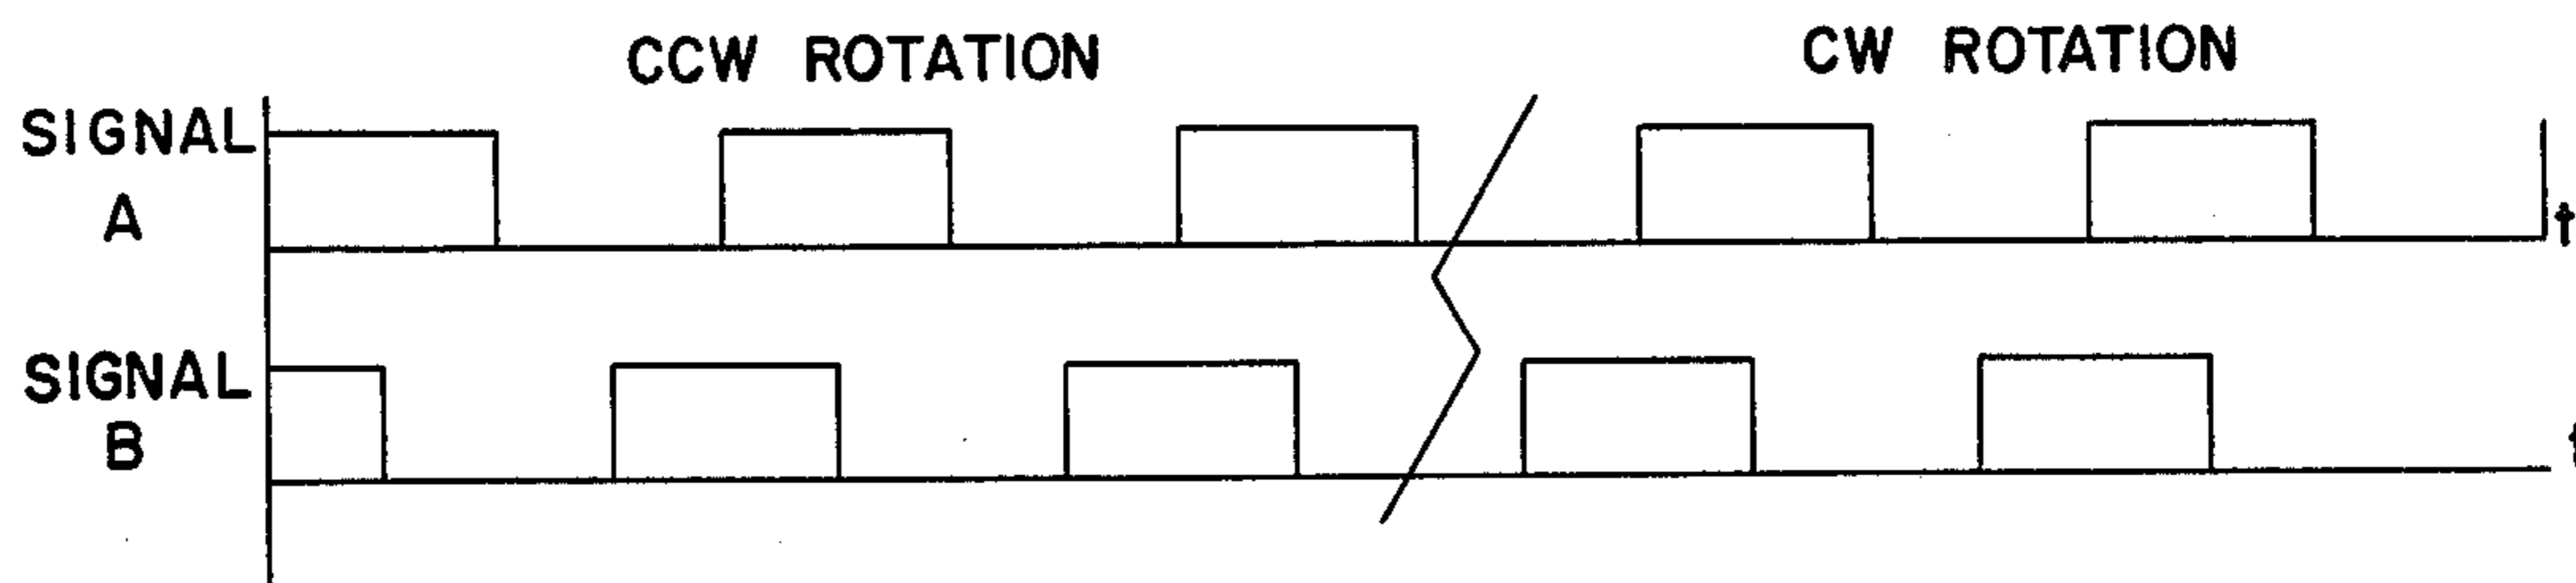 CCW ROTATION
CW ROTATION
SIGNAL
A
t
SIGNAL
B